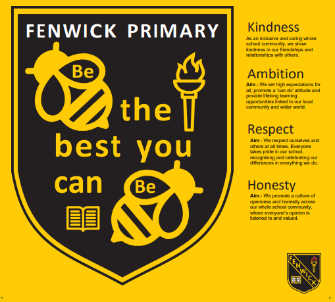 FENWICK PRIMARY
Be
the
best you
can
Be
Kindness
As an inclusive and caring whole
school community, we show
kindness in our friendships and
relationships with others.
Ambition
Aim - We set high expectations for
all, promote a 'can do' attitude and
provide lifelong learning
opportunities linked to our local
community and wider world.
Respect
Aim - We respect ourselves and
others at all times. Everyone
takes pride in our school,
recognising and celebrating our
differences in everything we do.
Honesty
Aim - We promote a culture of
openness and honesty across
our whole school community,
where everyone's opinion is
listened to and valued.
FENWICK